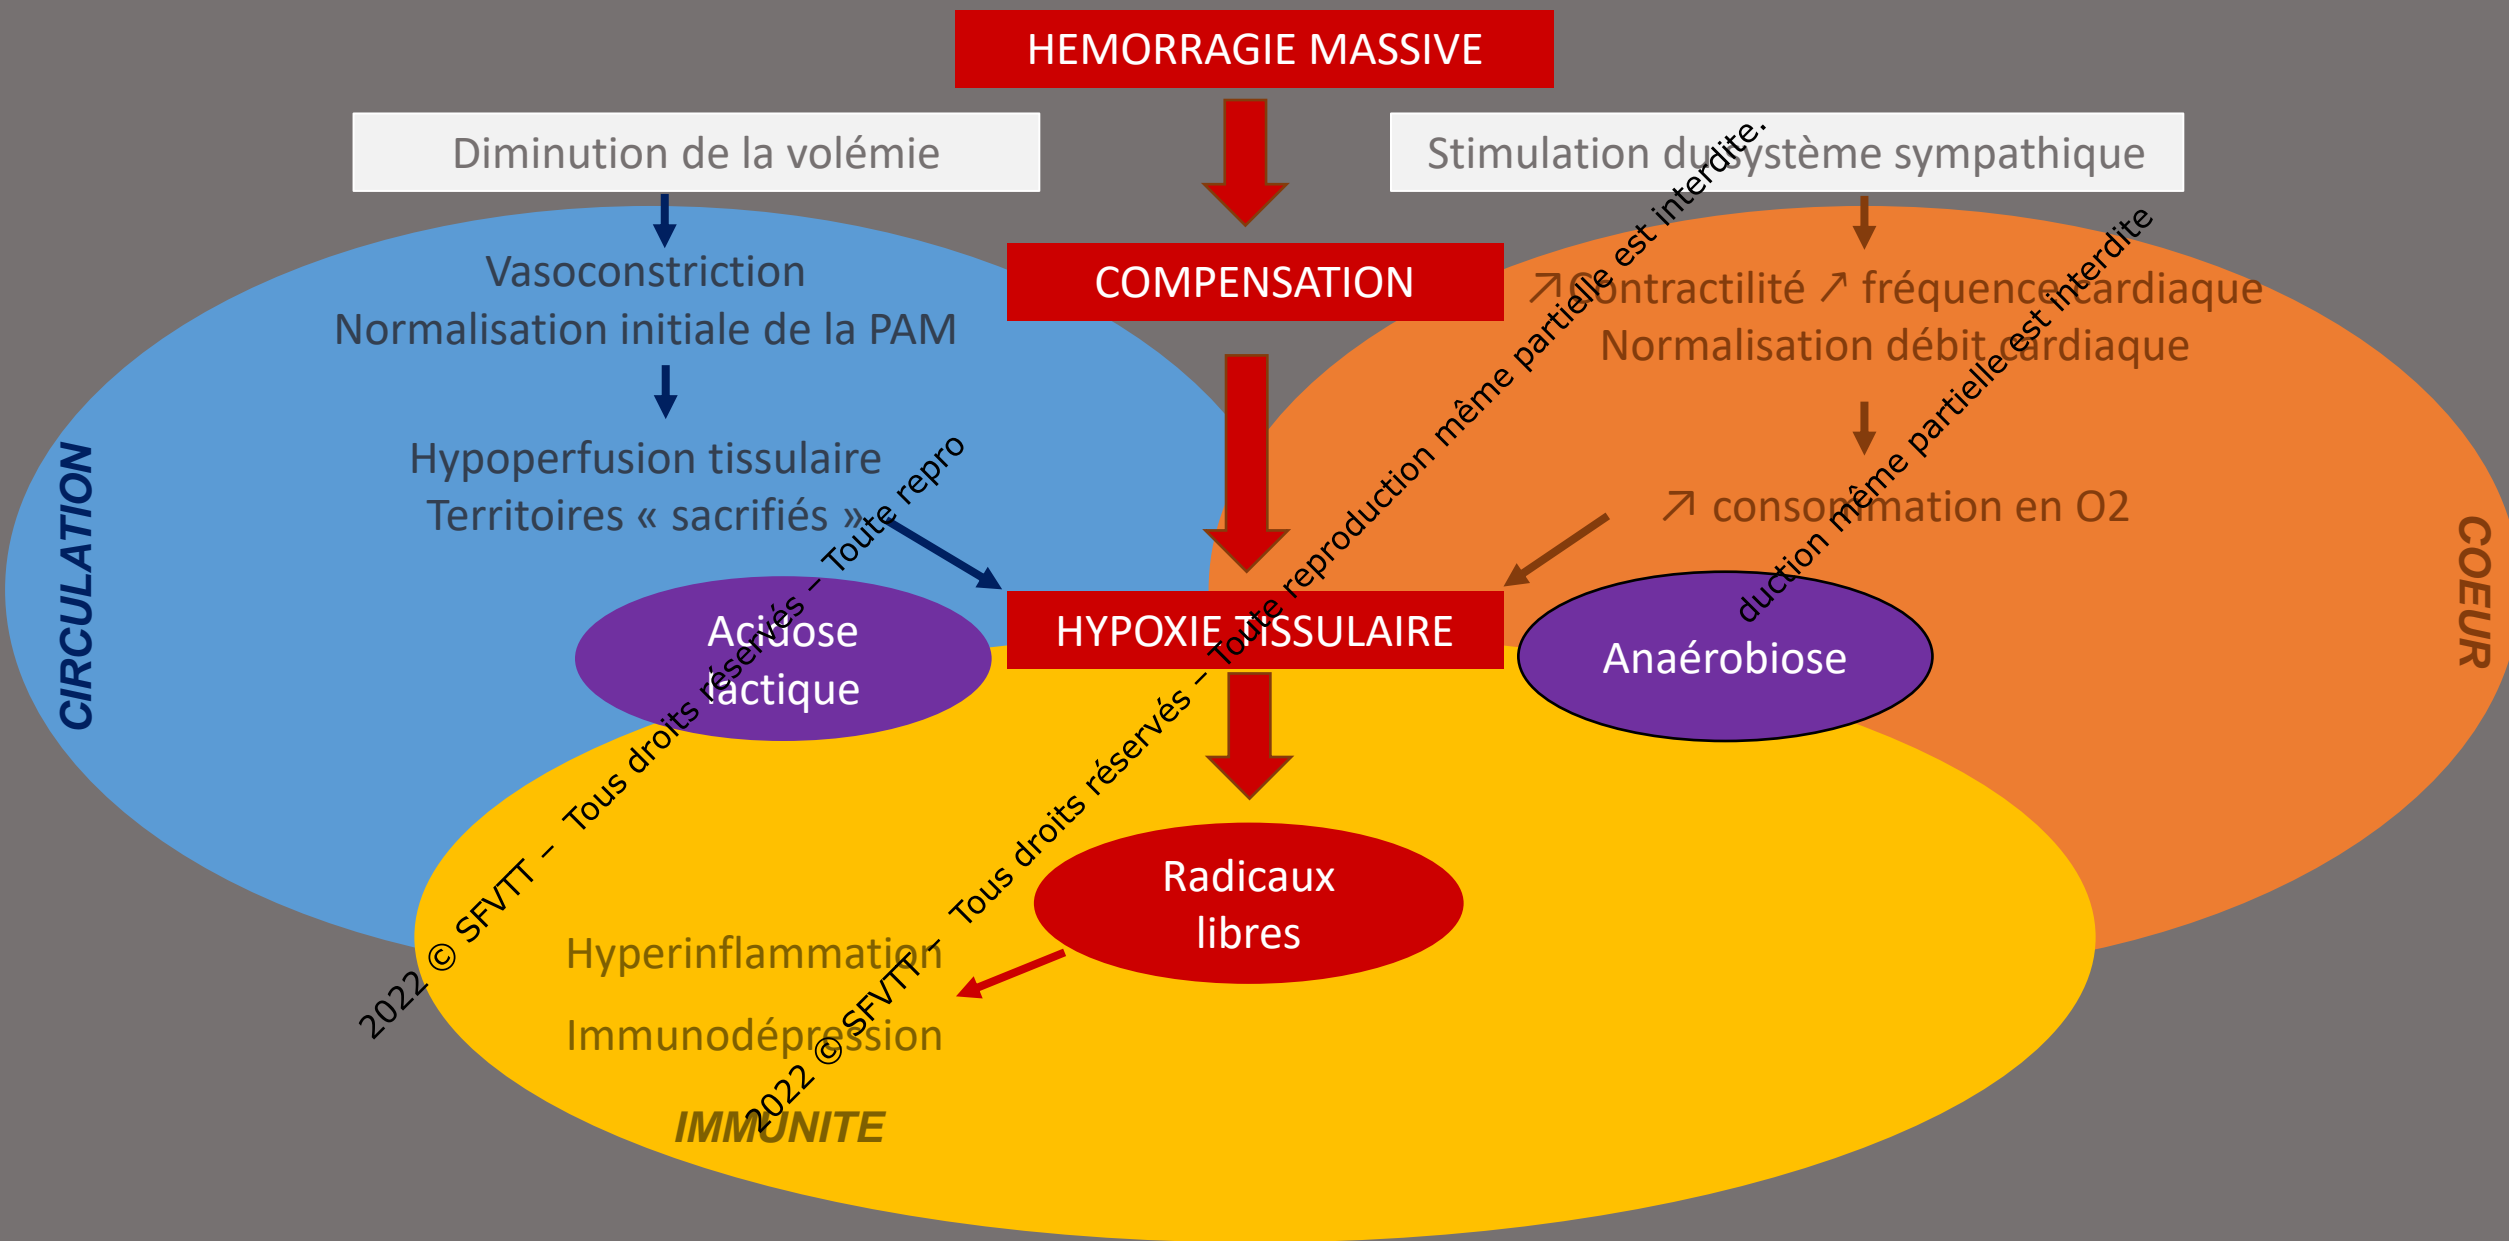 HEMORRAGIE MASSIVE
Diminution de la volémie
Stimulation du système sympathique
Vasoconstriction
Normalisation initiale de la PAM
COMPENSATION
↗Contractilité ↗ fréquence cardiaque
Normalisation débit cardiaque
Hypoperfusion tissulaire
Territoires « sacrifiés »
↗ consommation en O2
CIRCULATION
COEUR
Acidose
lactique
HYPOXIE TISSULAIRE
Anaérobiose
Radicaux
libres
Hyperinflammation
Immunodépression
IMMUNITE
2022 © SFVTT – Tous droits réservés – Toute repro
duction même partielle est interdite
2022 © SFVTT – Tous droits réservés – Toute reproduction même partielle est interdite.